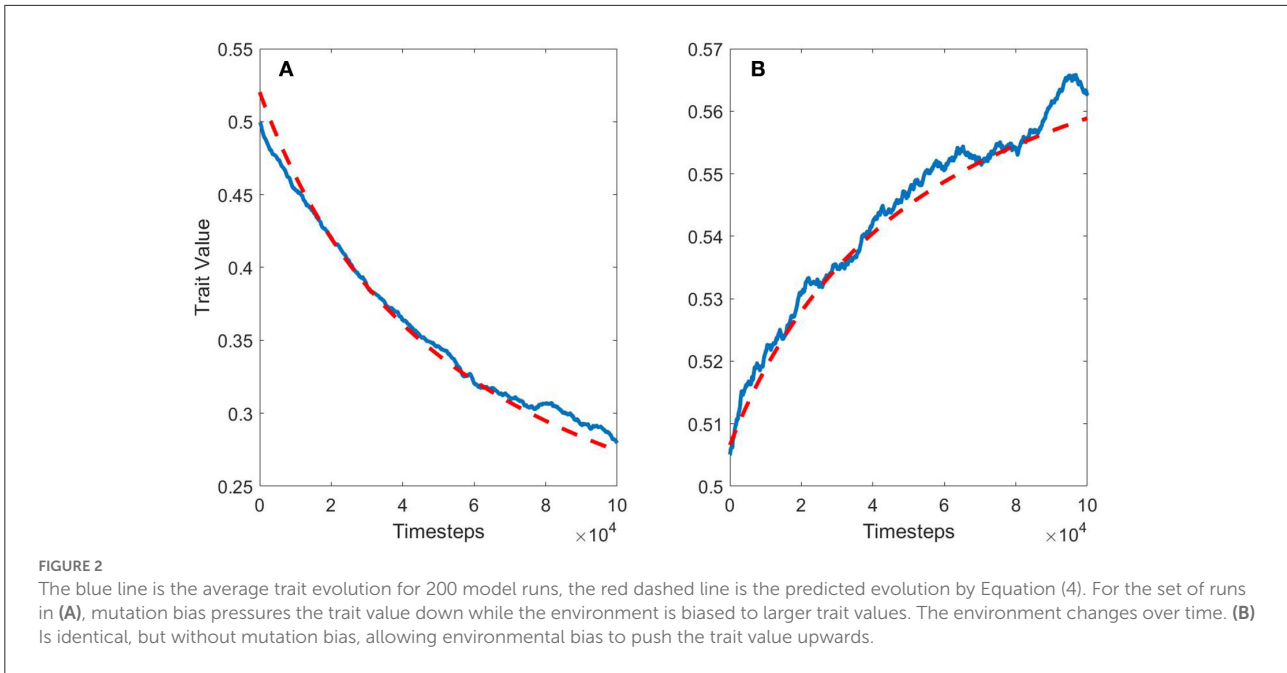 A
B
0.55
0.5
0.45
0.4
0.35
0.3
0.25
Trait Value
0 2 4 6 8 10
Timesteps
×10⁴
0.57
0.56
0.55
0.54
0.53
0.52
0.51
0.5
0 2 4 6 8 10
Timesteps
×10⁴
FIGURE 2
The blue line is the average trait evolution for 200 model runs, the red dashed line is the predicted evolution by Equation (4). For the set of runs
in (A), mutation bias pressures the trait value down while the environment is biased to larger trait values. The environment changes over time. (B)
Is identical, but without mutation bias, allowing environmental bias to push the trait value upwards.